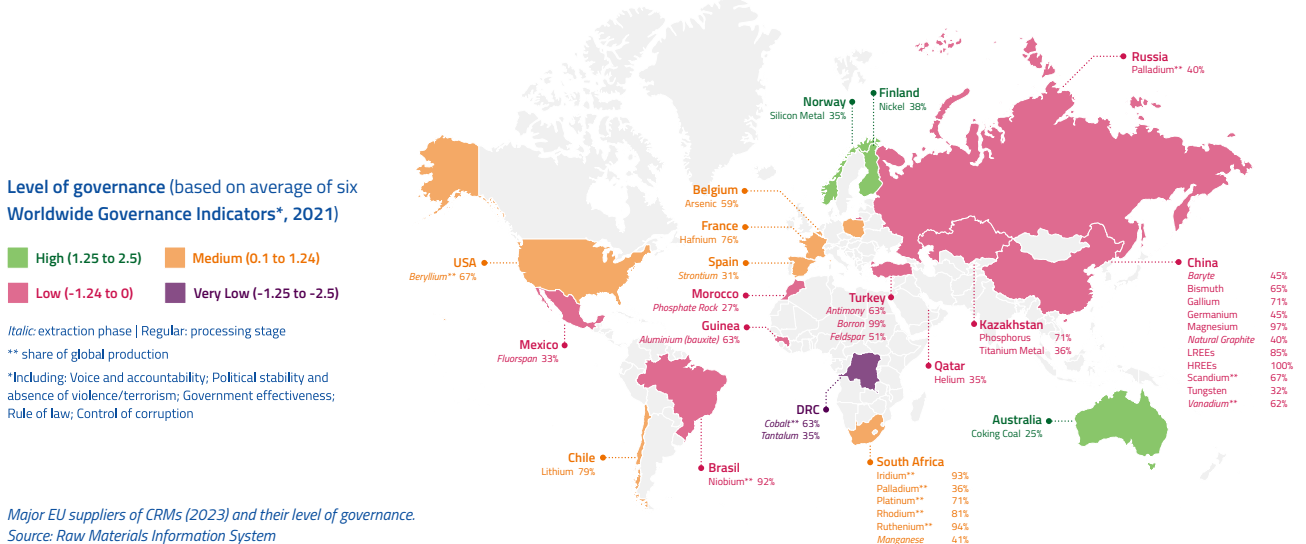 Level of governance (based on average of six
Worldwide Governance Indicators*, 2021)
High (1.25 to 2.5)
Medium (0.1 to 1.24)
Low (-1.24 to 0)
Very Low (-1.25 to -2.5)
Italic: extraction phase | Regular: processing stage
** share of global production
*Including: Voice and accountability; Political stability and
absence of violence/terrorism; Government effectiveness;
Rule of law; Control of corruption
Major EU suppliers of CRMs (2023) and their level of governance.
Source: Raw Materials Information System
Russia
Palladium** 40%
Finland
Nickel 38%
Norway
Silicon Metal 35%
Belgium
Arsenic 59%
France
Hafnium 76%
Spain
Strontium 31%
USA
Beryllium** 67%
Morocco
Phosphate Rock 27%
Guinea
Aluminium (bauxite) 63%
Mexico
Fluorspan 33%
Turkey
Antimony 63%
Borron 99%
Feldspar 51%
Kazakhstan
Phosphorus 71%
Titanium Metal 36%
Qatar
Helium 35%
China
Baryte 45%
Bismuth 65%
Gallium 71%
Germanium 45%
Magnesium 97%
Natural Graphite 40%
LREEs 85%
HREEs 100%
Scandium** 67%
Tungsten 32%
Vanadium** 62%
DRC
Cobalt** 63%
Tantalum 35%
Australia
Coking Coal 25%
Chile
Lithium 79%
Brasil
Niobium** 92%
South Africa
Iridium** 93%
Palladium** 36%
Platinum** 71%
Rhodium** 81%
Ruthenium** 94%
Manganese 41%